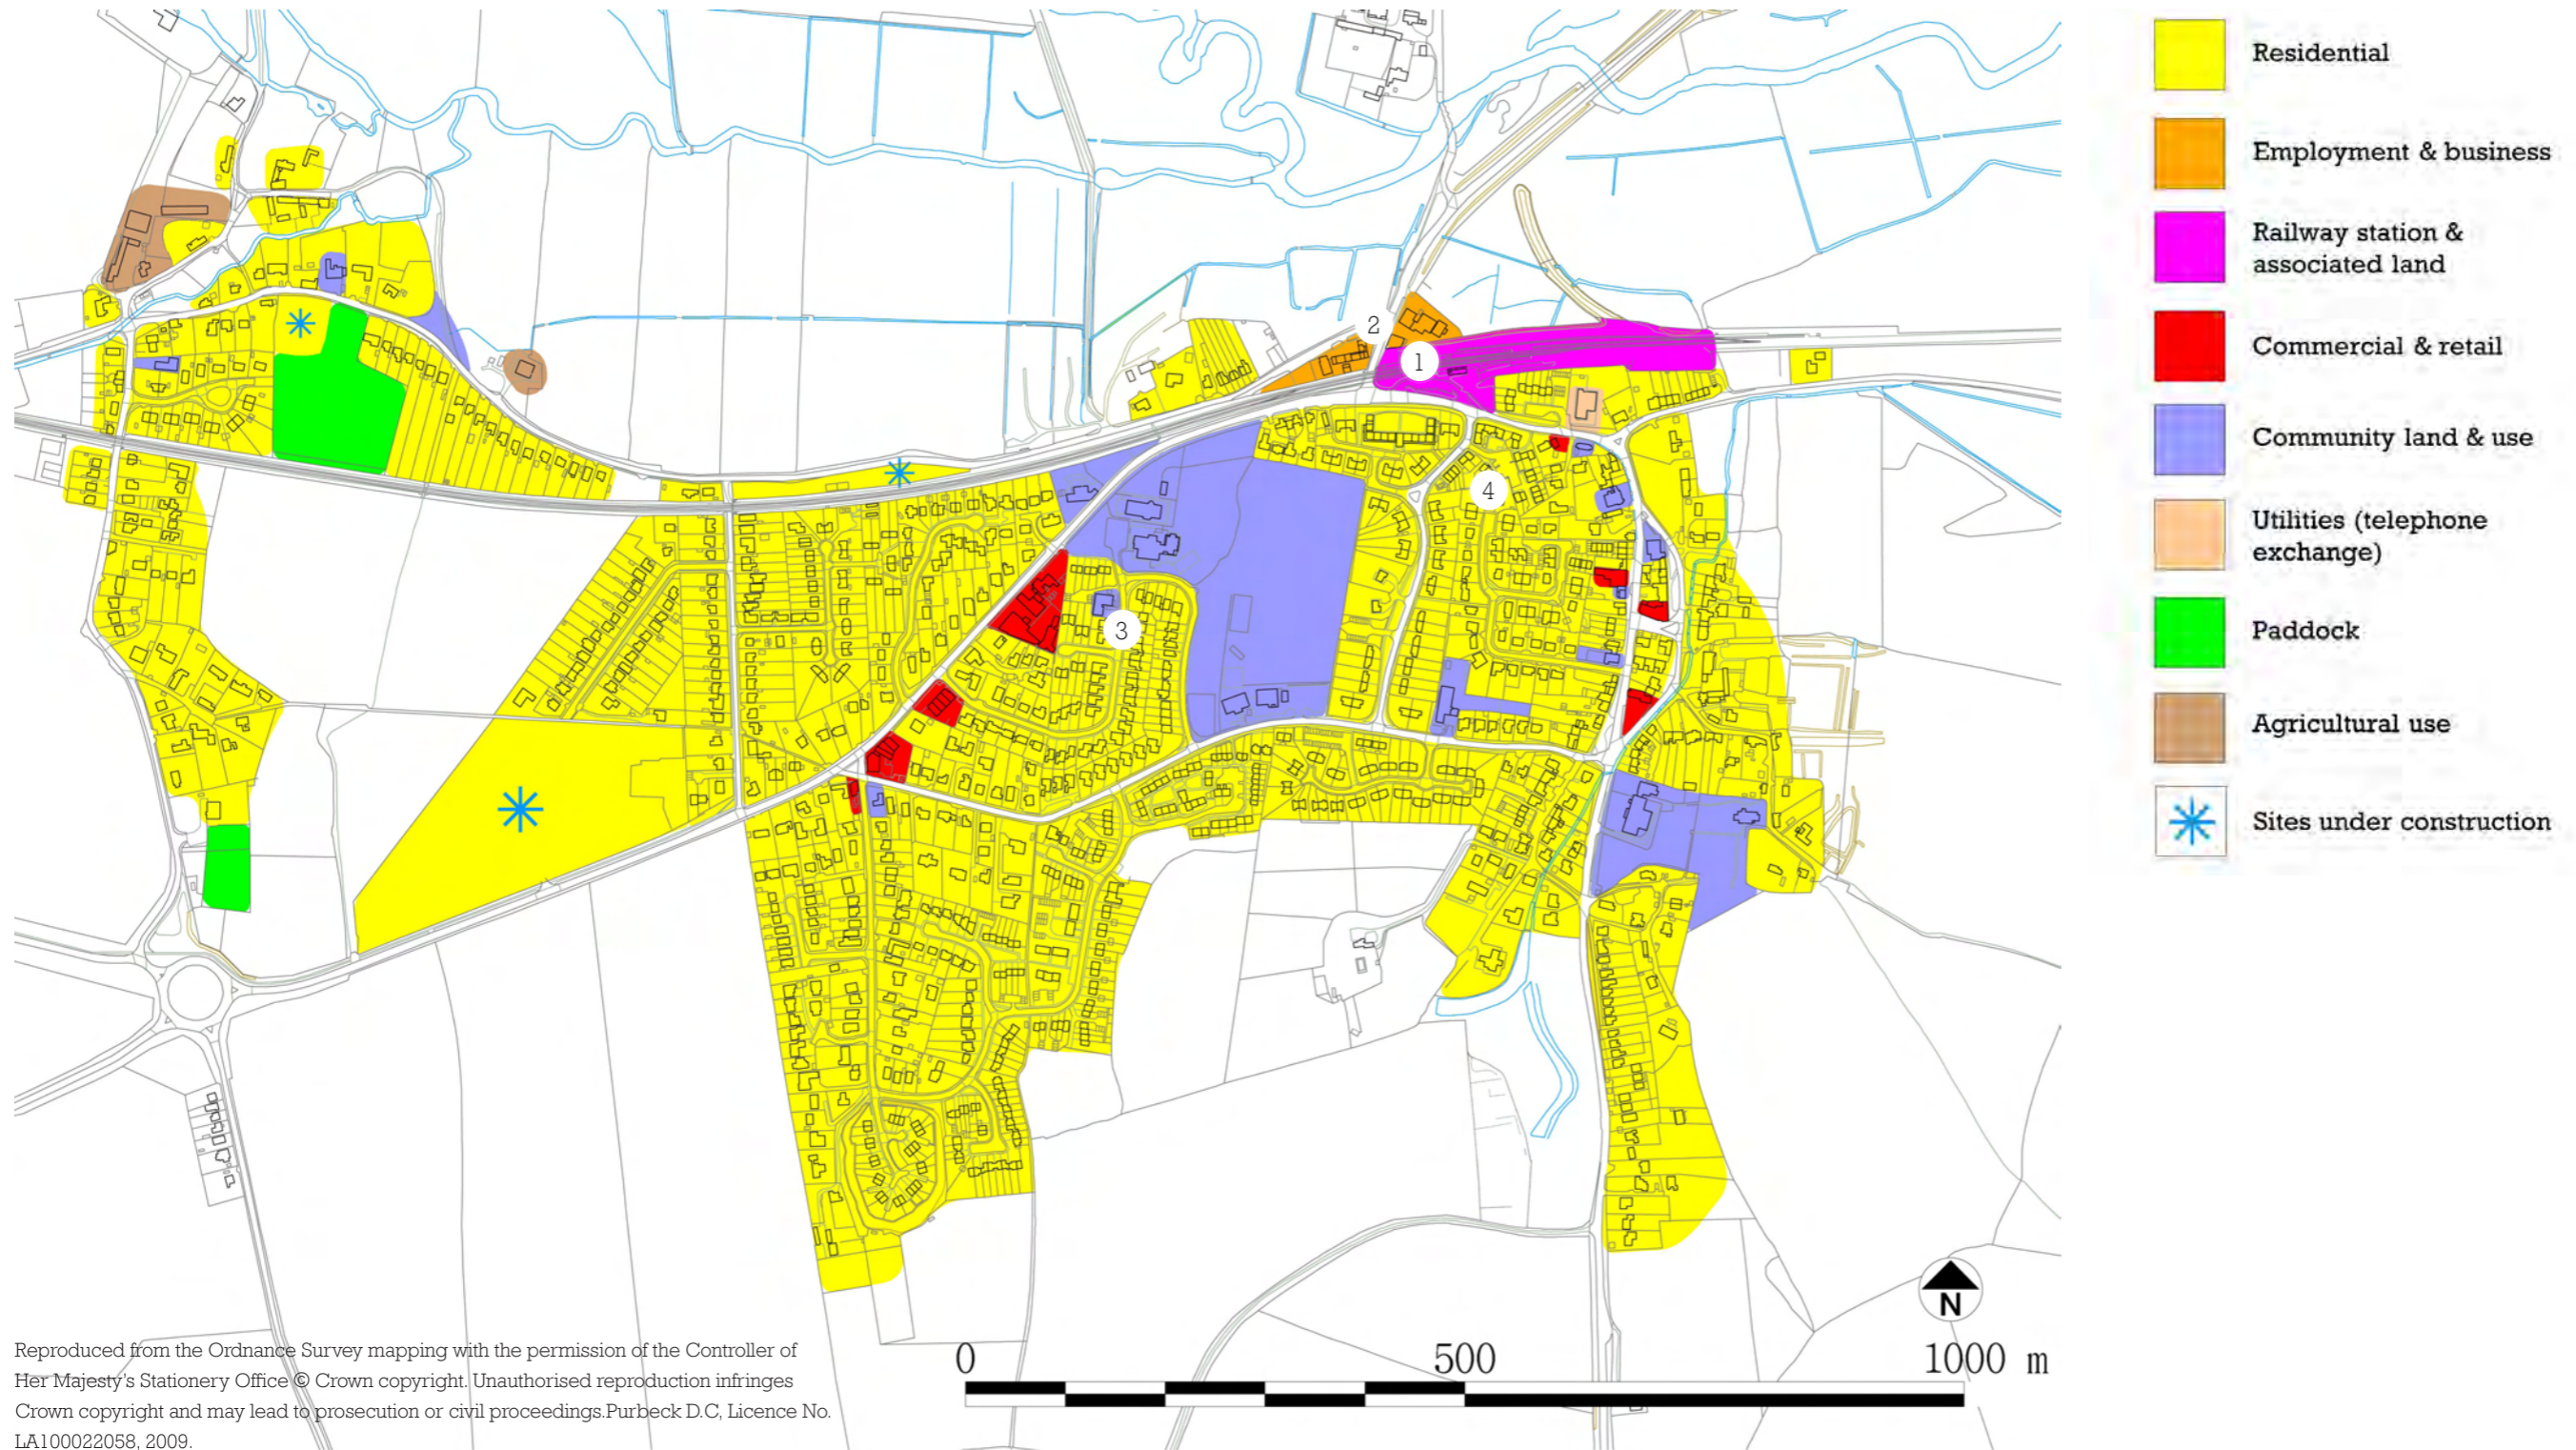 Residential
Employment & business
Railway station &
associated land
Commercial & retail
Community land & use
Utilities (telephone
exchange)
Paddock
Agricultural use
Sites under construction
2
1
4
3
N
0 500 1000 m
Reproduced from the Ordnance Survey mapping with the permission of the Controller of
Her Majesty's Stationery Office © Crown copyright. Unauthorised reproduction infringes
Crown copyright and may lead to prosecution or civil proceedings.Purbeck D.C, Licence No.
LA100022058, 2009.